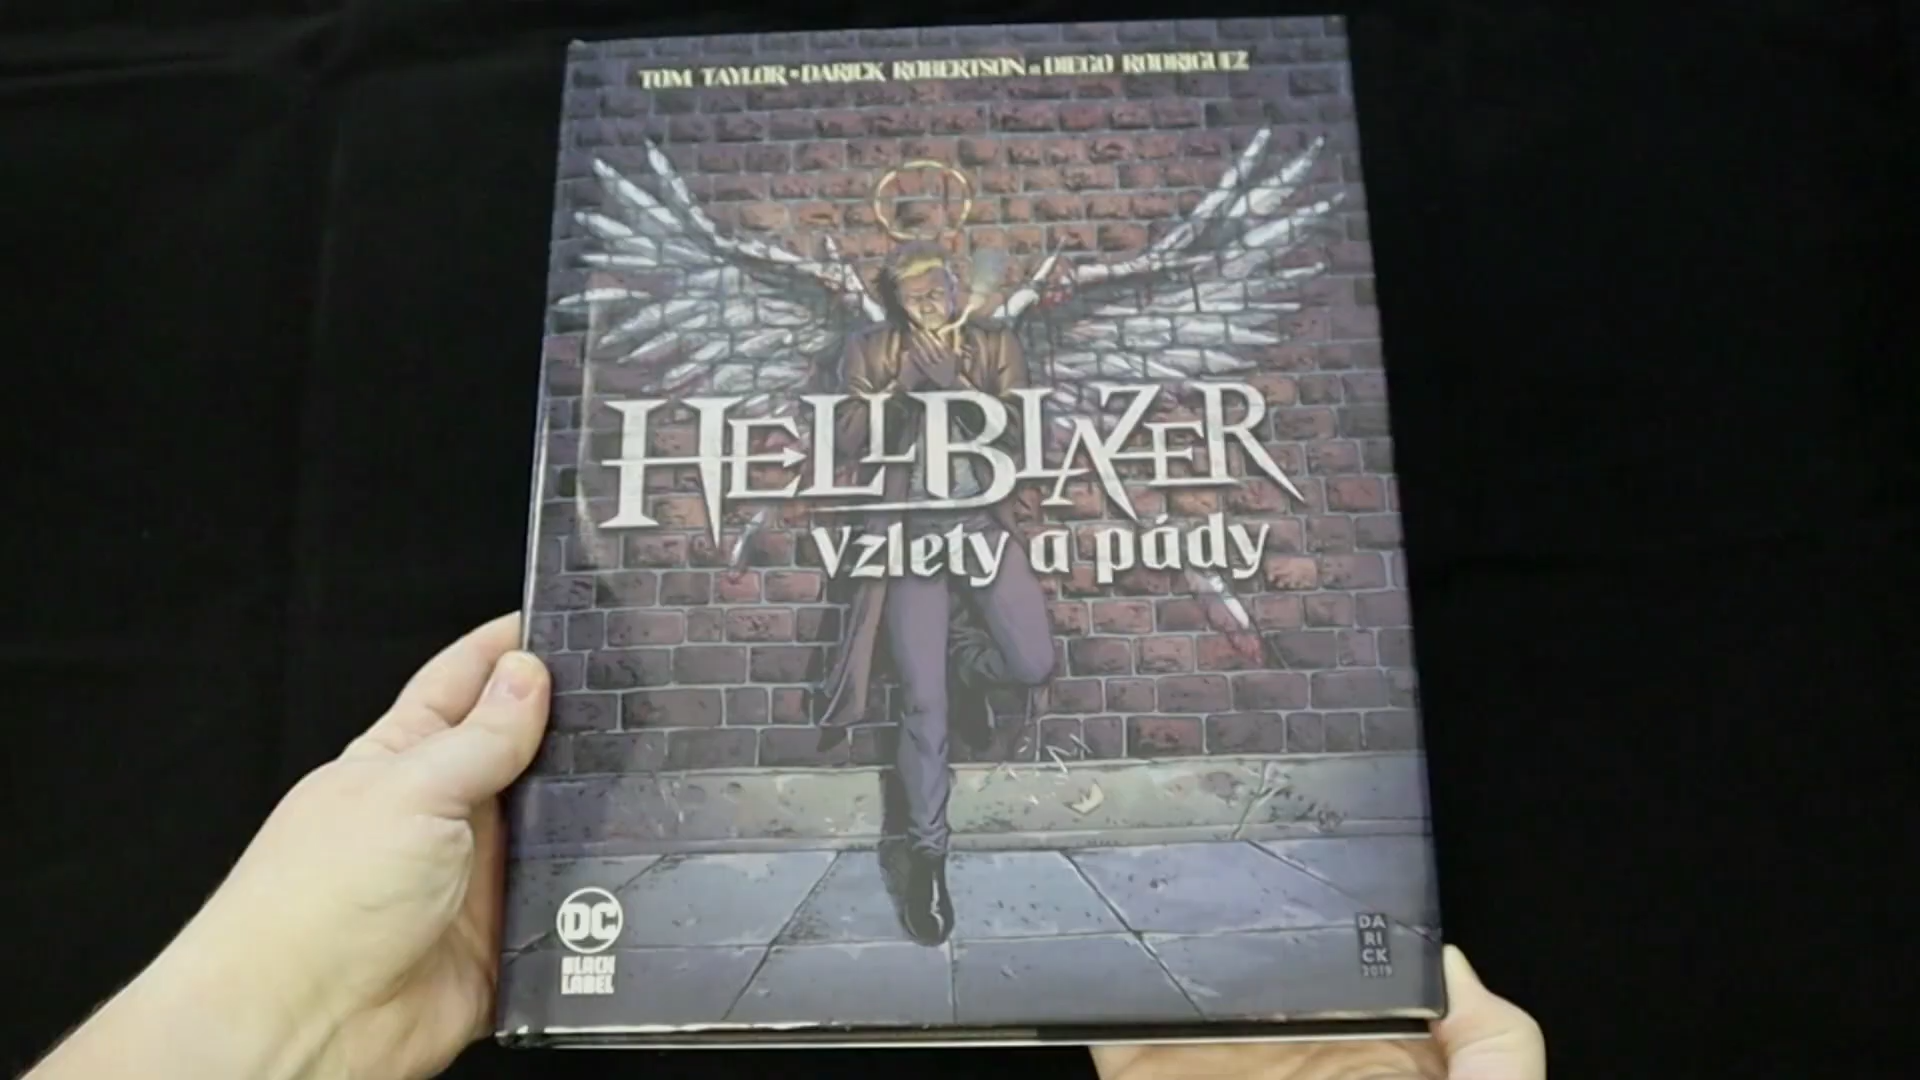 TOM TAYLOR • DARICK ROBERTSON • DIEGO RODRIGUEZ
HELLBLAZER
Vzlety a pády
DC
BLACK
LABEL
DA
RI
CK
2019